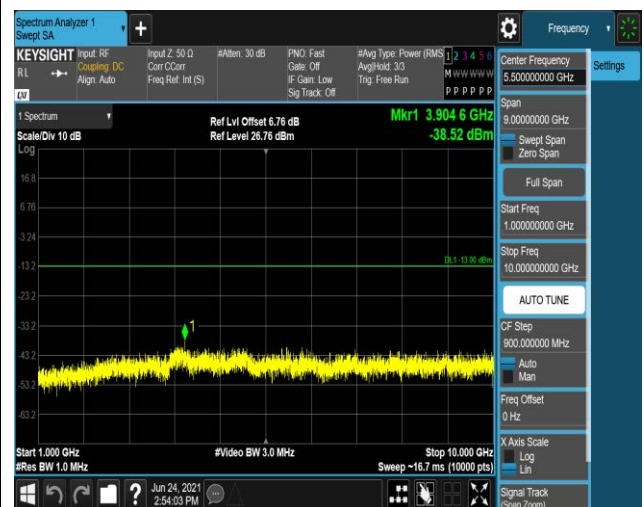 Spectrum Analyzer 1
Swept SA
+
Frequency
KEYSIGHT
RL
LXI
Input: RF
Coupling: DC
Align: Auto
Input Z: 50 Ω
Corr CCorr
Freq Ref: Int (S)
#Atten: 30 dB
PNO: Fast
Gate: Off
IF Gain: Low
Sig Track: Off
#Avg Type: Power (RMS
Avg|Hold: 3/3
Trig: Free Run
1 2 3 4 5 6
M W W W W W
P P P P P P
1 Spectrum
Scale/Div 10 dB
Ref Lvl Offset 6.76 dB
Ref Level 26.76 dBm
Mkr1 3.904 6 GHz
-38.52 dBm
Log
16.8
6.76
-3.24
-13.2
-23.2
-33.2
-43.2
-53.2
-63.2
DL1 -13.00 dBm
1
Start 1.000 GHz
#Res BW 1.0 MHz
#Video BW 3.0 MHz
Stop 10.000 GHz
Sweep ~16.7 ms (10000 pts)
Center Frequency
5.500000000 GHz
Settings
Span
9.00000000 GHz
Swept Span
Zero Span
Full Span
Start Freq
1.000000000 GHz
Stop Freq
10.000000000 GHz
AUTO TUNE
CF Step
900.000000 MHz
Auto
Man
Freq Offset
0 Hz
X Axis Scale
Log
Lin
Signal Track
(Span Zoom)
?
Jun 24, 2021
2:54:03 PM